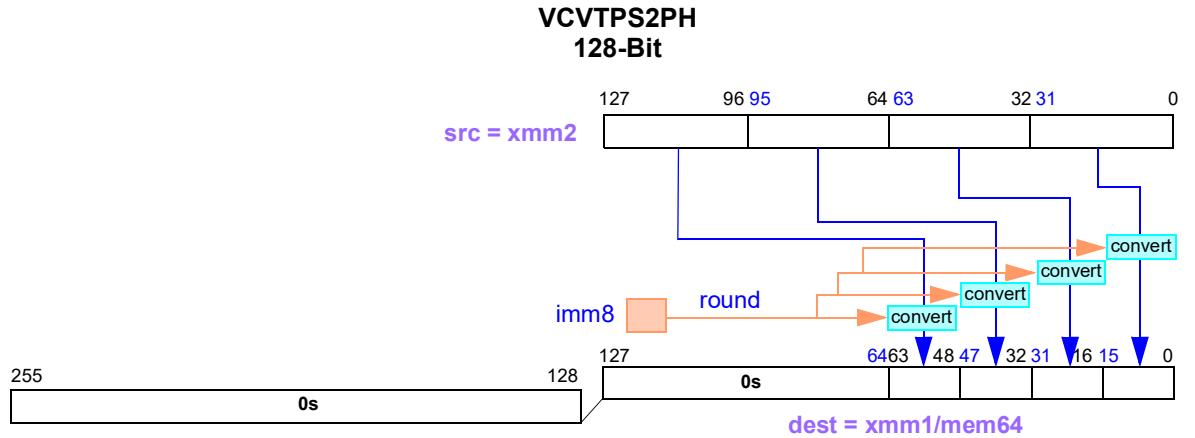 VCVTPS2PH
128-Bit
127 96 95 64 63 32 31 0
src = xmm2
convert
convert
convert
imm8 round convert
127 64 63 48 47 32 31 16 15 0
255 128
0s
0s
dest = xmm1/mem64